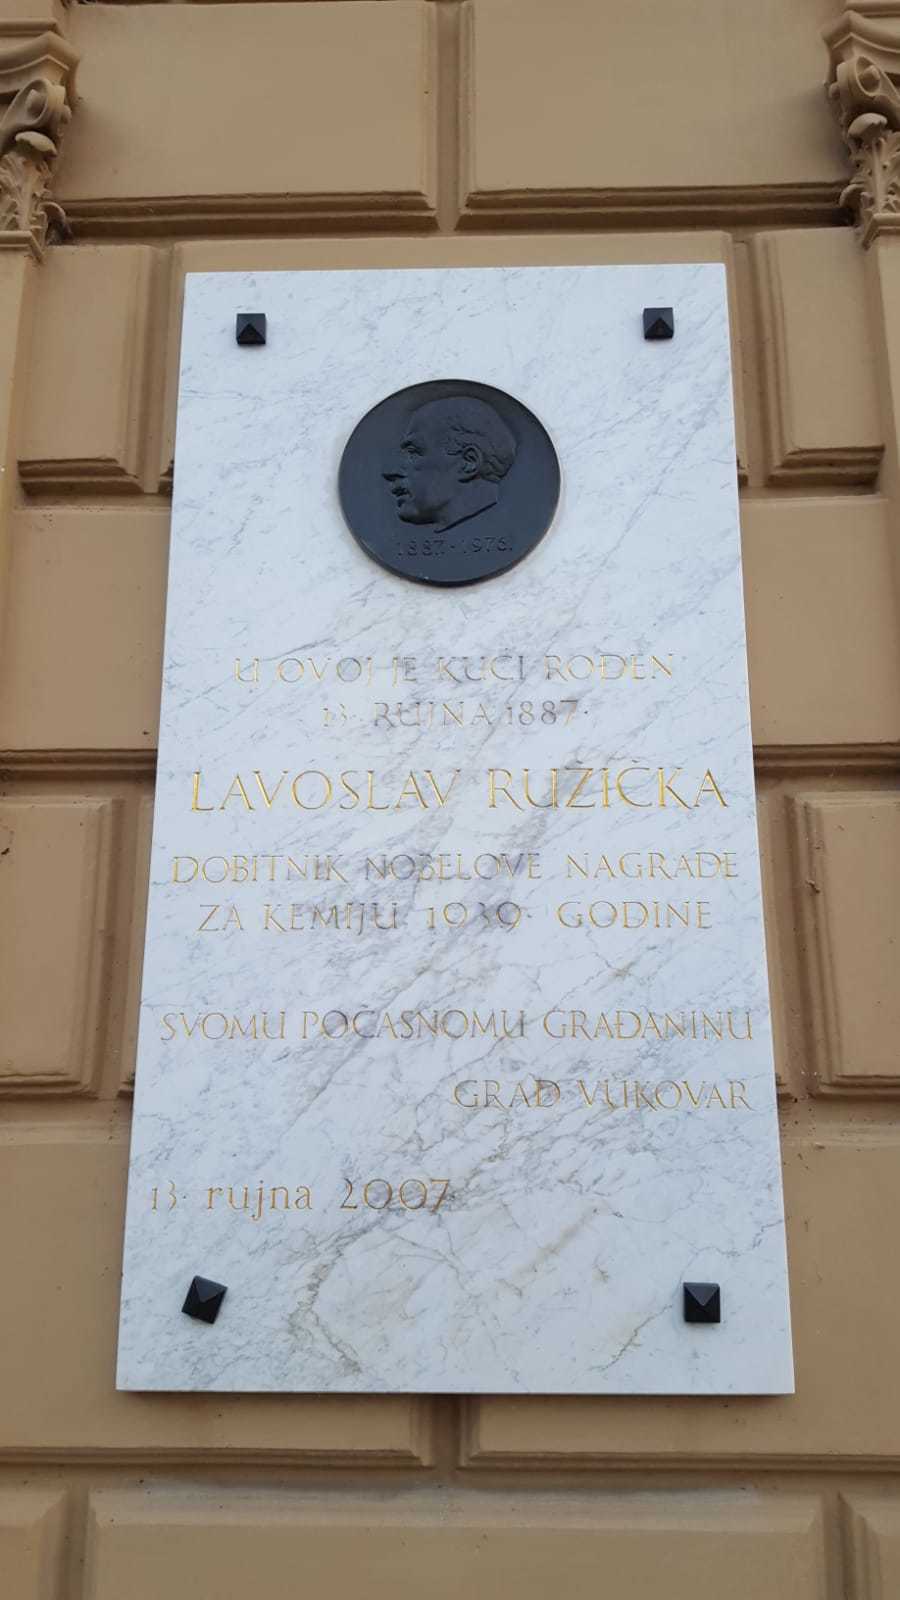 1887·1976.
U OVOJ JE KUĆI ROĐEN
13· RUJNA 1887·
LAVOSLAV RUŽIČKA
DOBITNIK NOBELOVE NAGRADE
ZA KEMIJU 1939· GODINE
SVOMU POČASNOMU GRAĐANINU
GRAD VUKOVAR
13· rujna 2007·